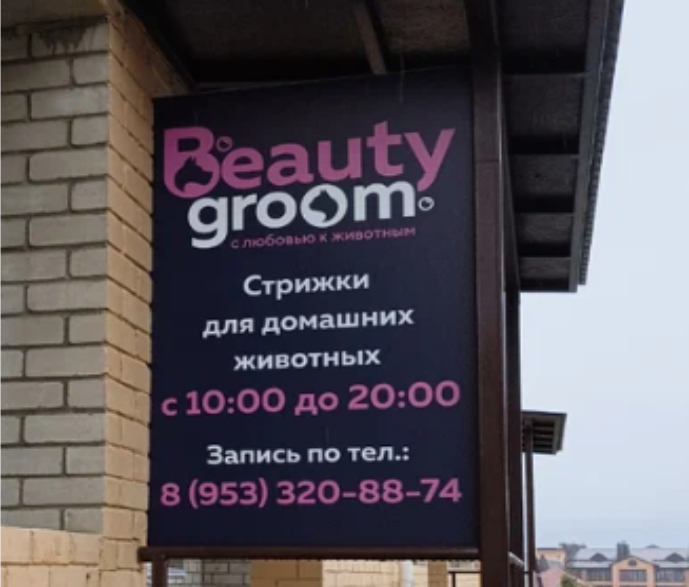 Beauty
groom
с любовью к животным
Стрижки
для домашних
животных
с 10:00 до 20:00
Запись по тел.:
8 (953) 320-88-74